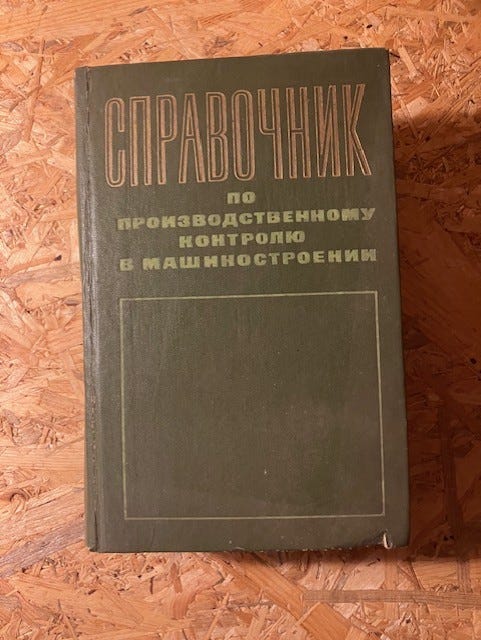 СПРАВОЧНИК
ПО
ПРОИЗВОДСТВЕННОМУ
КОНТРОЛЮ
В МАШИНОСТРОЕНИИ